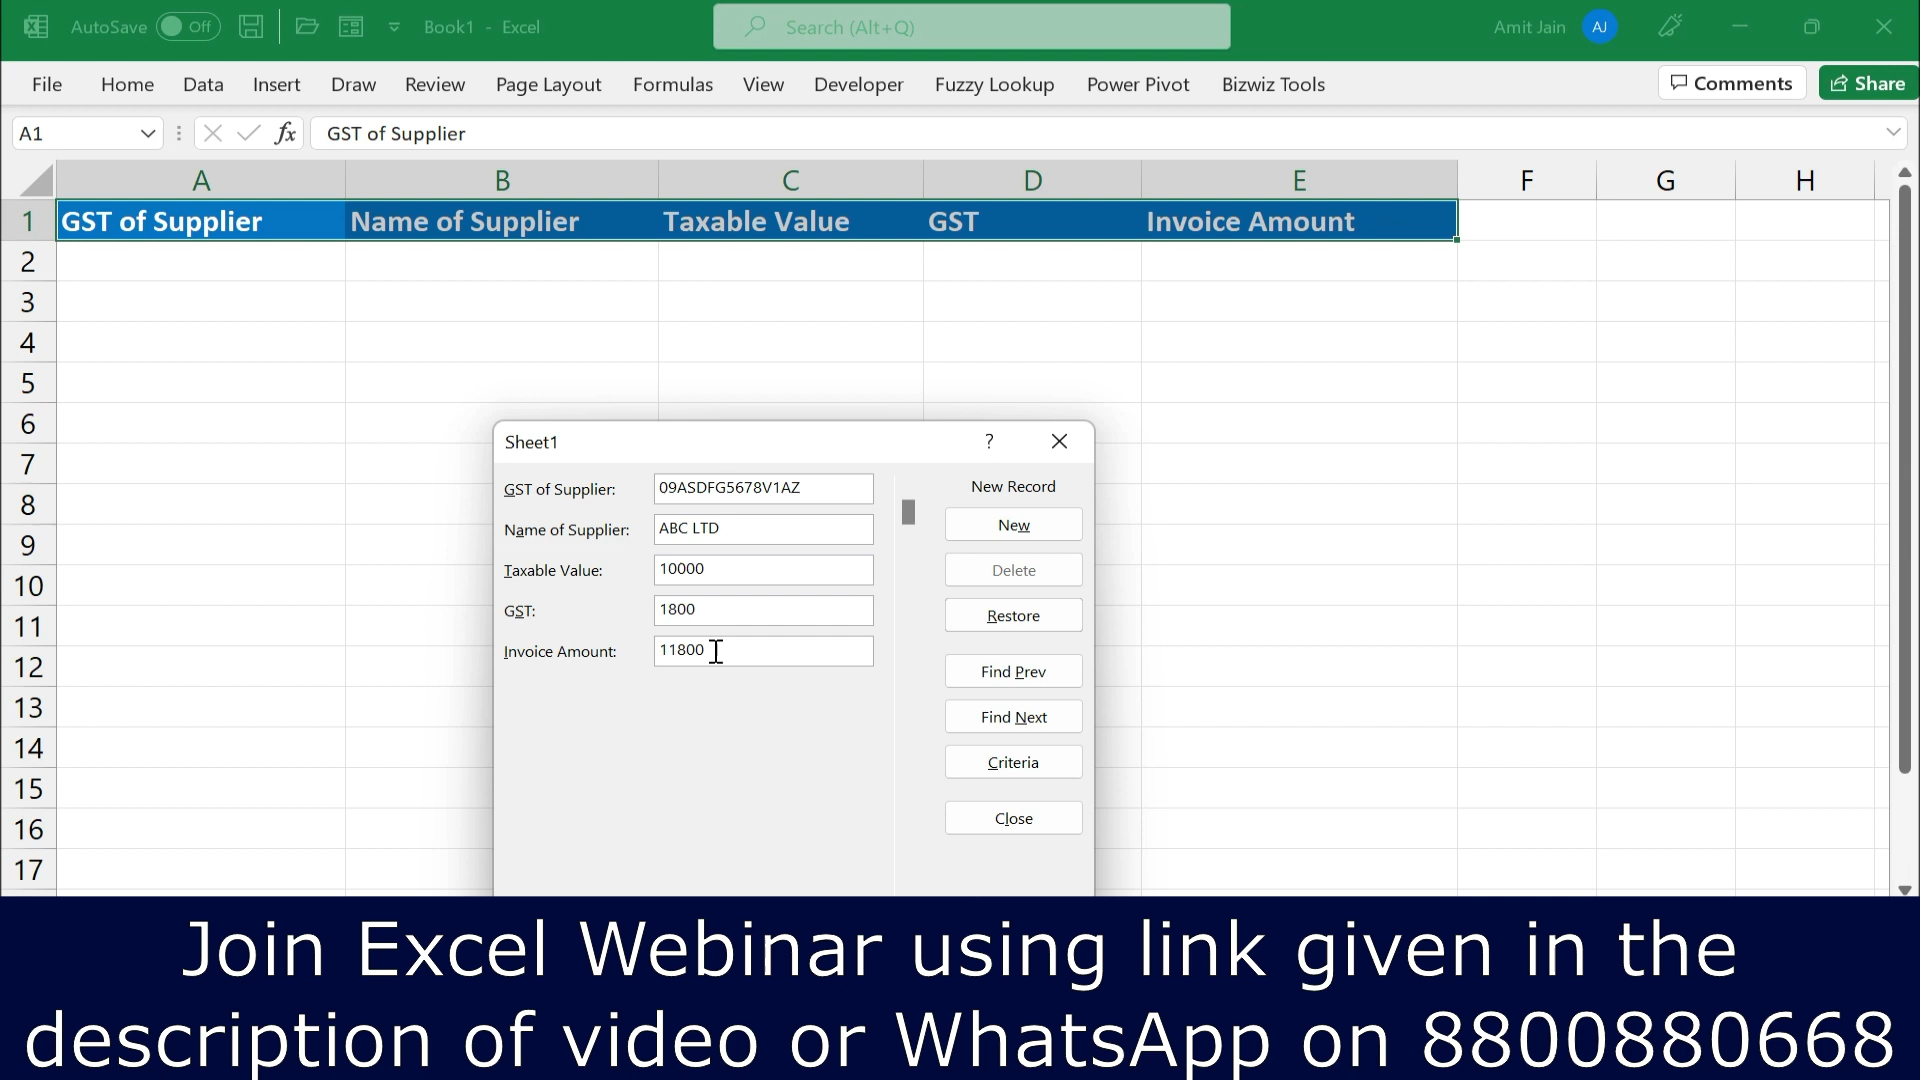 AutoSave Off Book1 - Excel Search (Alt+Q) Amit Jain AJ
File Home Data Insert Draw Review Page Layout Formulas View Developer Fuzzy Lookup Power Pivot Bizwiz Tools Comments Share
A1 fx GST of Supplier
A B C D E F G H
1 GST of Supplier Name of Supplier Taxable Value GST Invoice Amount
2
3
4
5
6
7
8
9
10
11
12
13
14
15
16
17
Sheet1 ?
GST of Supplier: 09ASDFG5678V1AZ New Record
New
Name of Supplier: ABC LTD
Taxable Value: 10000 Delete
GST: 1800 Restore
Invoice Amount: 11800
Find Prev
Find Next
Criteria
Close
Join Excel Webinar using link given in the
description of video or WhatsApp on 8800880668